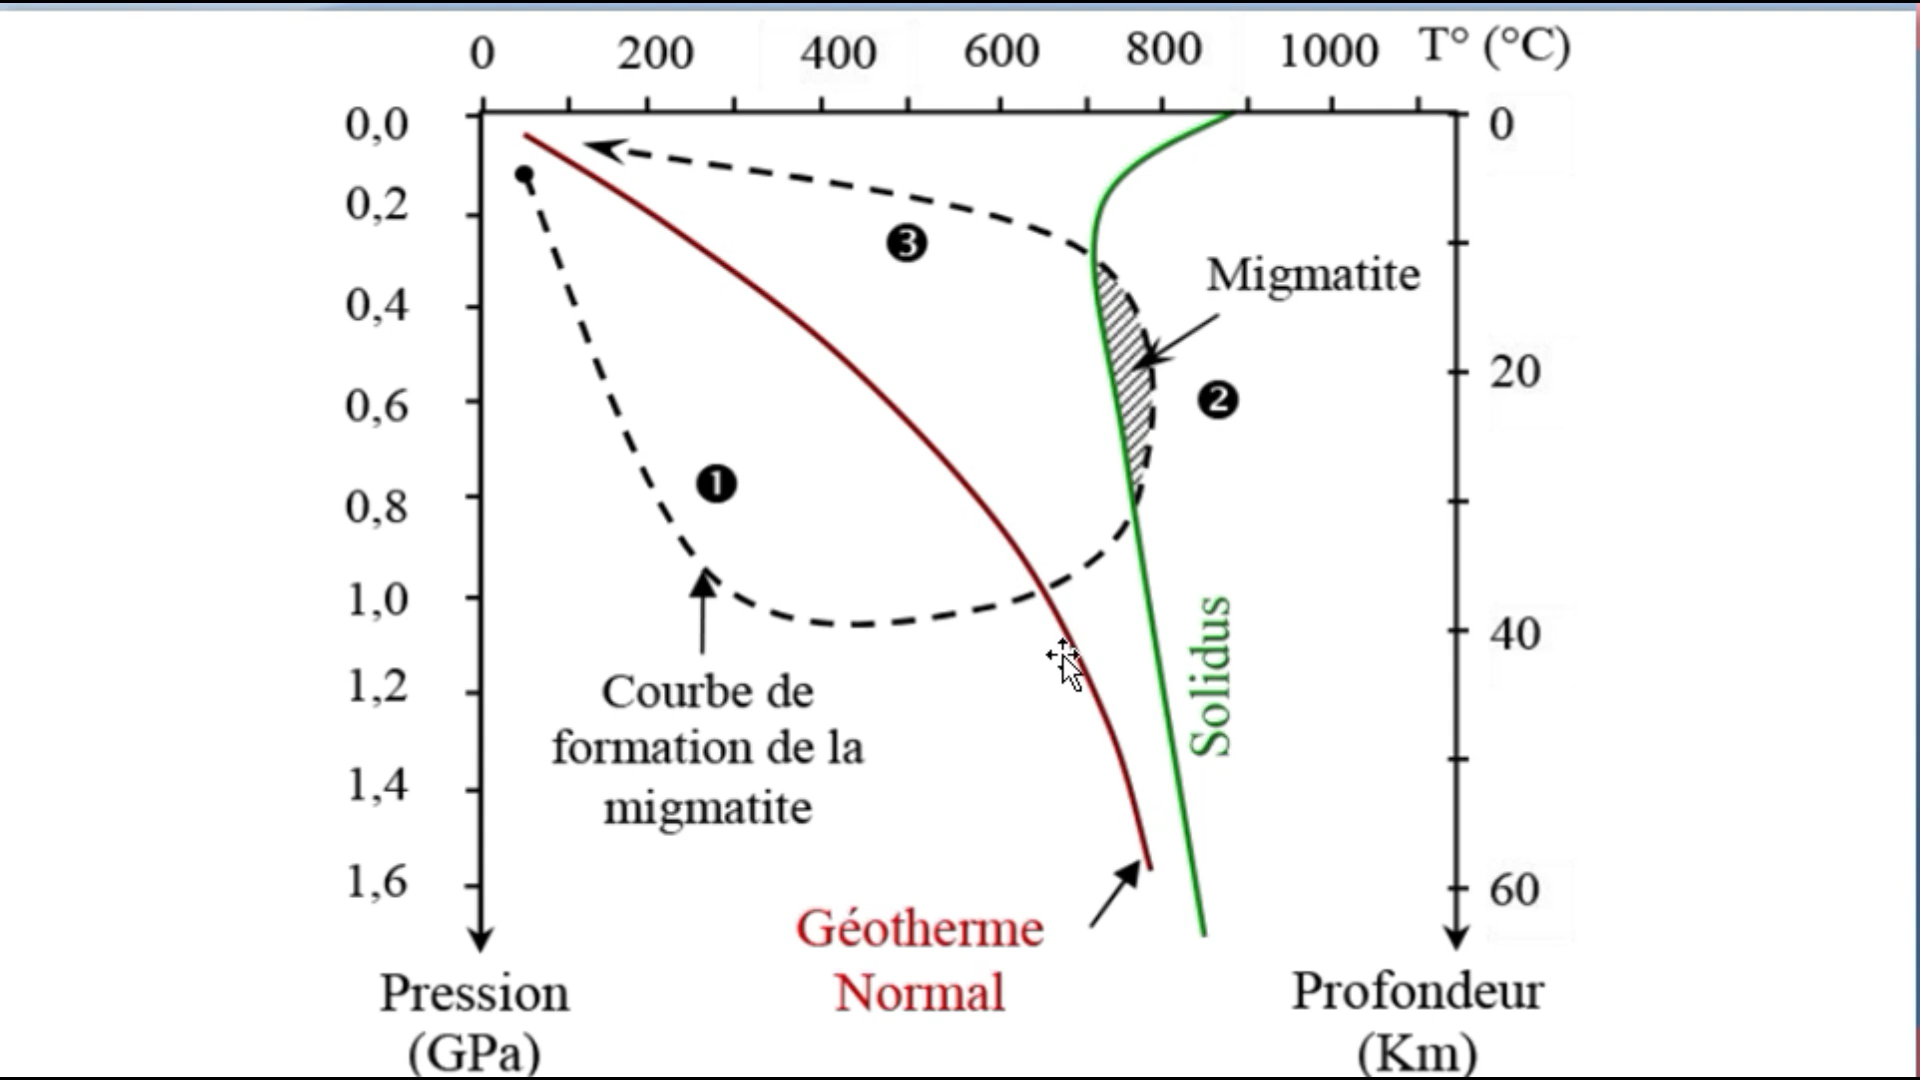 0 200 400 600 800 1000 T° (°C)
0,0
0
0,2
❸
Migmatite
0,4
20
0,6
❷
❶
0,8
1,0
40
Solidus
1,2
Courbe de
formation de la
migmatite
1,4
1,6
60
Géotherme
Normal
Pression
(GPa)
Profondeur
(Km)